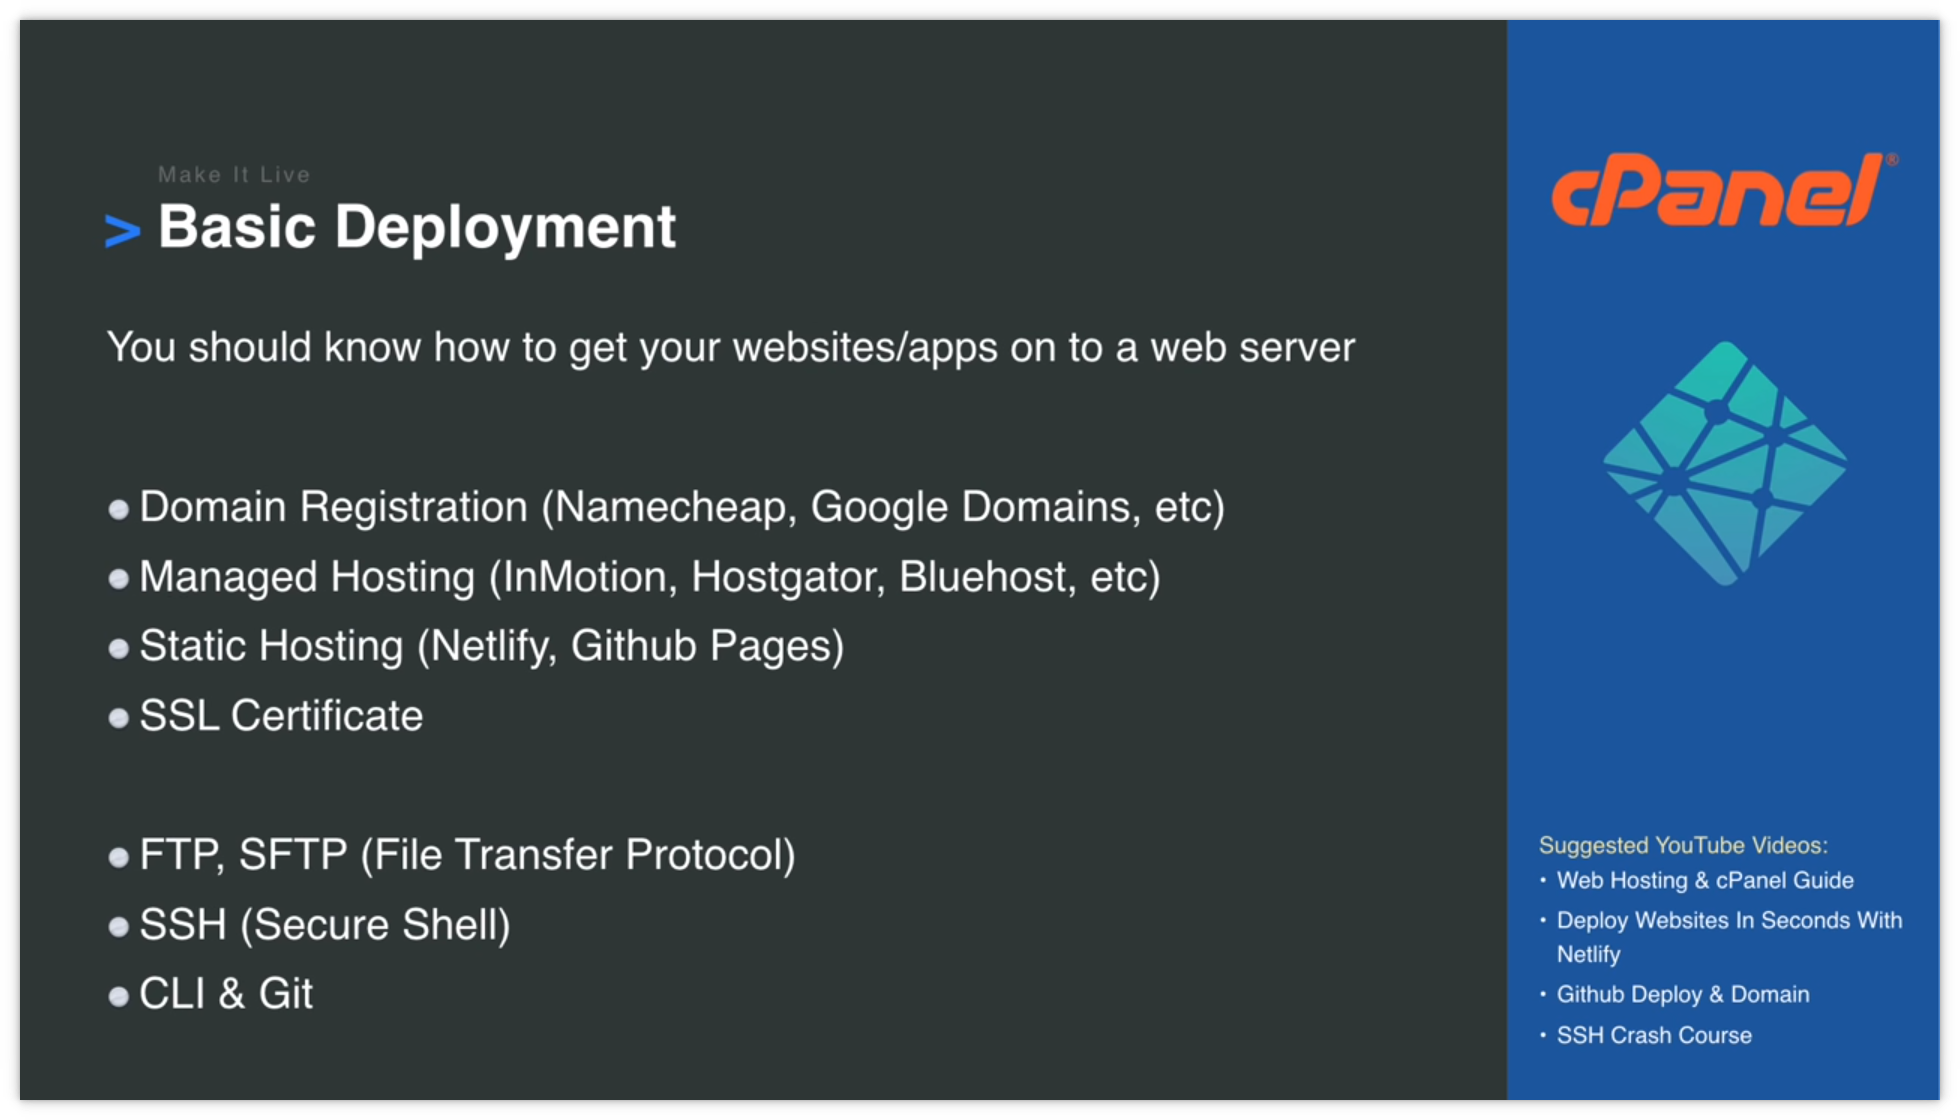 Make It Live
> Basic Deployment
You should know how to get your websites/apps on to a web server
• Domain Registration (Namecheap, Google Domains, etc)
• Managed Hosting (InMotion, Hostgator, Bluehost, etc)
• Static Hosting (Netlify, Github Pages)
• SSL Certificate
• FTP, SFTP (File Transfer Protocol)
• SSH (Secure Shell)
• CLI & Git
cPanel®
Suggested YouTube Videos:
• Web Hosting & cPanel Guide
• Deploy Websites In Seconds With
Netlify
• Github Deploy & Domain
• SSH Crash Course